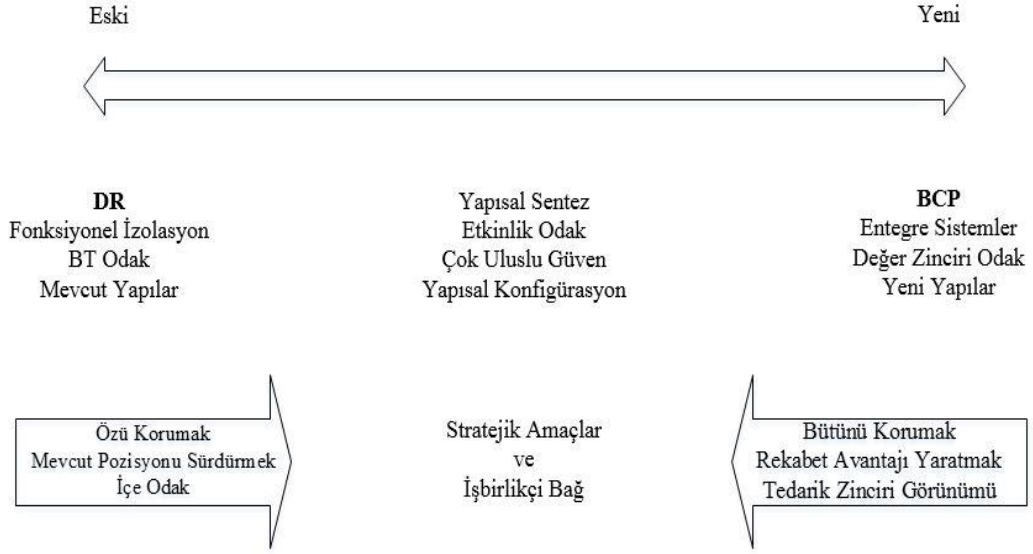 Eski
Yeni
DR
Fonksiyonel İzolasyon
BT Odak
Mevcut Yapılar
Yapısal Sentez
Etkinlik Odak
Çok Uluslu Güven
Yapısal Konfigürasyon
BCP
Entegre Sistemler
Değer Zinciri Odak
Yeni Yapılar
Özü Korumak
Mevcut Pozisyonu Sürdürmek
İçe Odak
Stratejik Amaçlar
ve
İşbirlikçi Bağ
Bütünü Korumak
Rekabet Avantajı Yaratmak
Tedarik Zinciri Görünümü